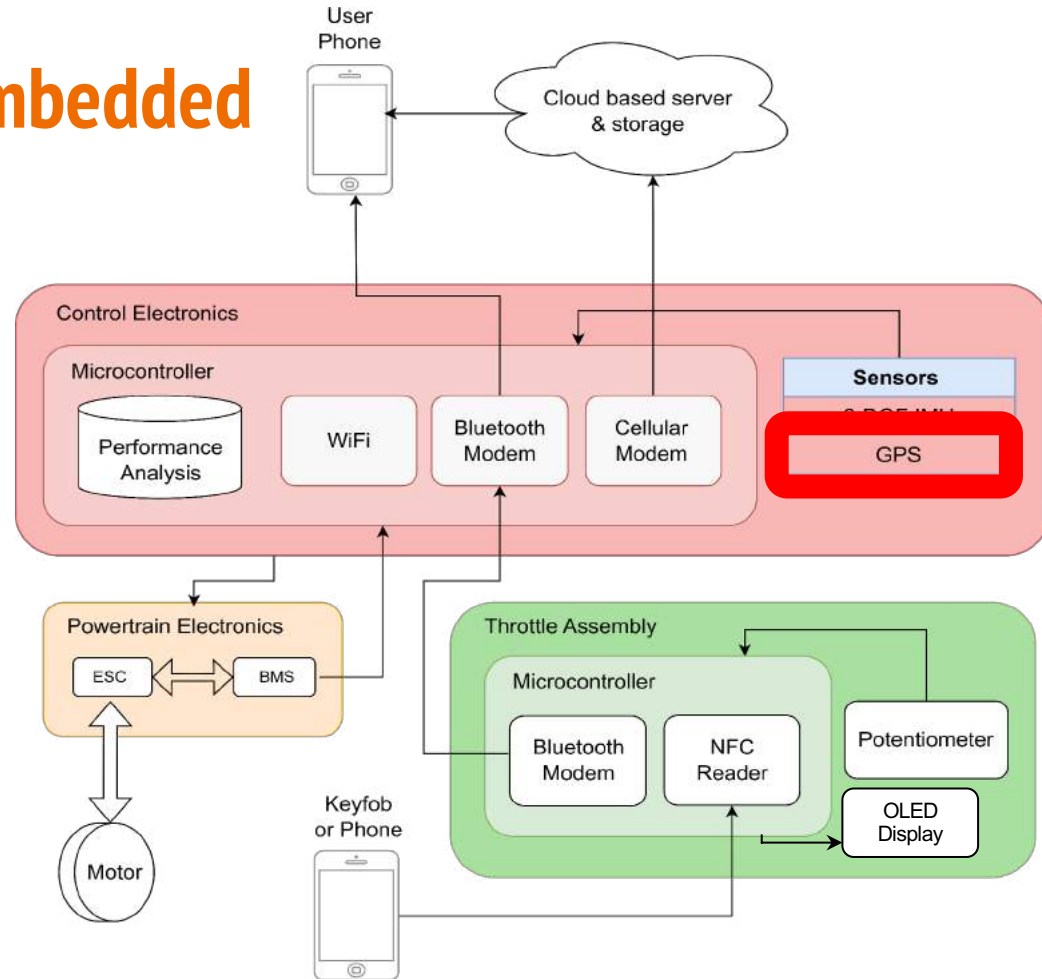 User
Phone
mbedded
Cloud based server
& storage
Control Electronics
Microcontroller
Performance
Analysis
WiFi
Bluetooth
Modem
Cellular
Modem
Sensors
GPS
Powertrain Electronics
ESC
BMS
Motor
Throttle Assembly
Microcontroller
Bluetooth
Modem
NFC
Reader
Potentiometer
OLED
Display
Keyfob
or Phone